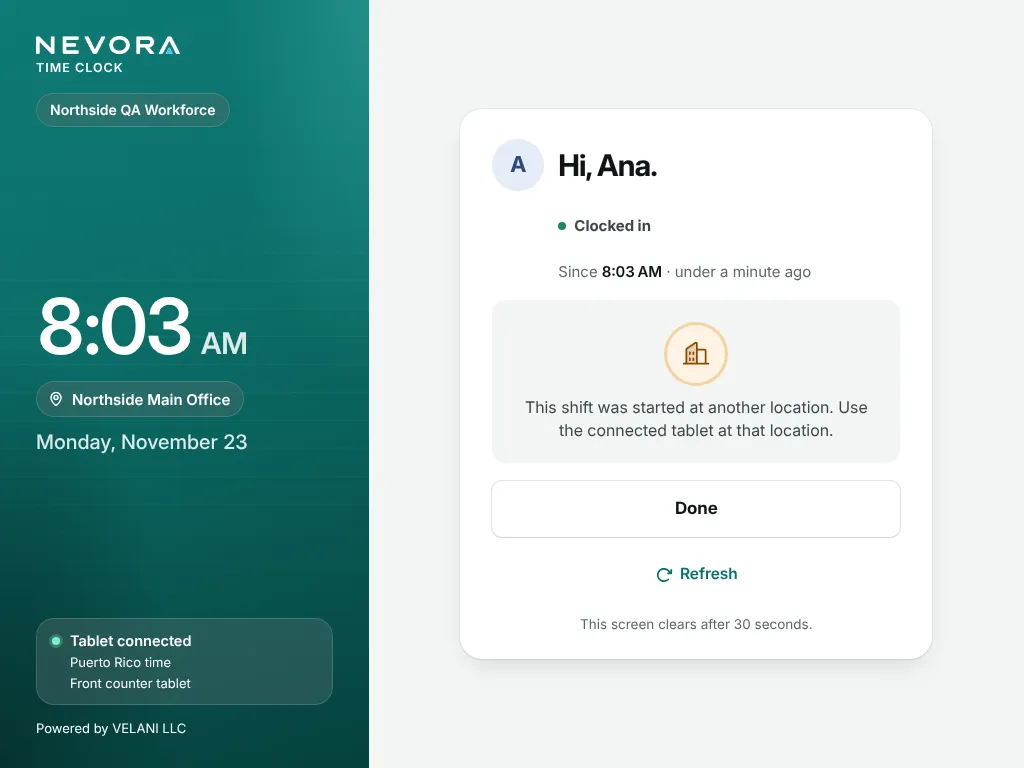 NEVORA
TIME CLOCK
Northside QA Workforce
8:03 AM
Northside Main Office
Monday, November 23
Tablet connected
Puerto Rico time
Front counter tablet
Powered by VELANI LLC
A
Hi, Ana.
Clocked in
Since 8:03 AM · under a minute ago
This shift was started at another location. Use
the connected tablet at that location.
Done
Refresh
This screen clears after 30 seconds.